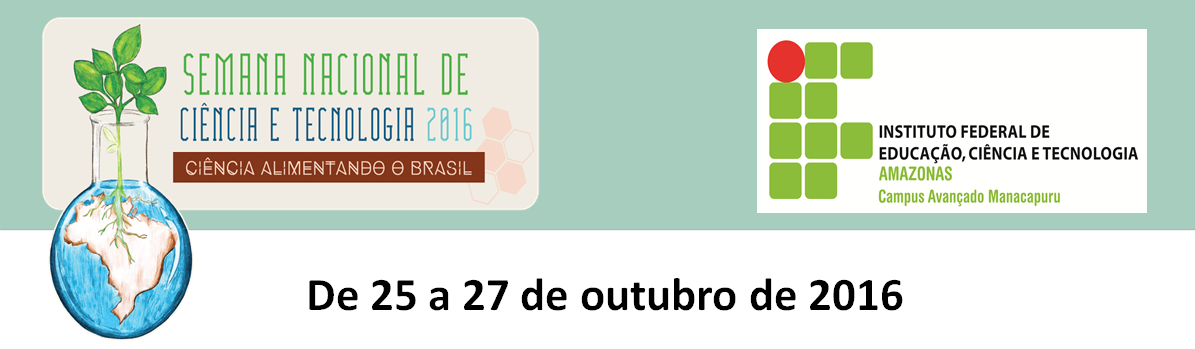 SEMANA NACIONAL DE
CIÊNCIA E TECNOLOGIA 2016
CIÊNCIA ALIMENTANDO O BRASIL
INSTITUTO FEDERAL DE
EDUCAÇÃO, CIÊNCIA E TECNOLOGIA
AMAZONAS
Campus Avançado Manacapuru
De 25 a 27 de outubro de 2016